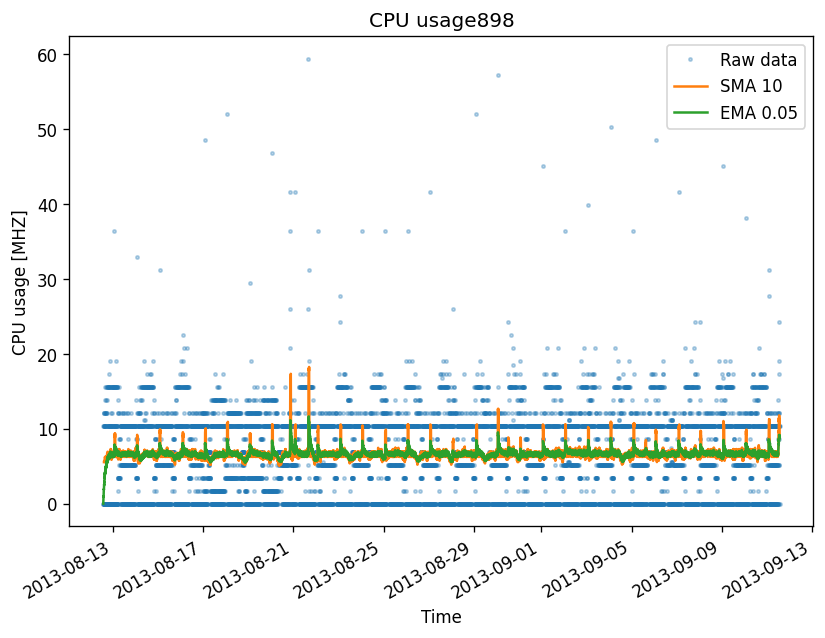 CPU usage898
CPU usage [MHZ]
60
50
40
30
20
10
0
Raw data
SMA 10
EMA 0.05
2013-08-13
2013-08-17
2013-08-21
2013-08-25
2013-08-29
2013-09-01
2013-09-05
2013-09-09
2013-09-13
Time